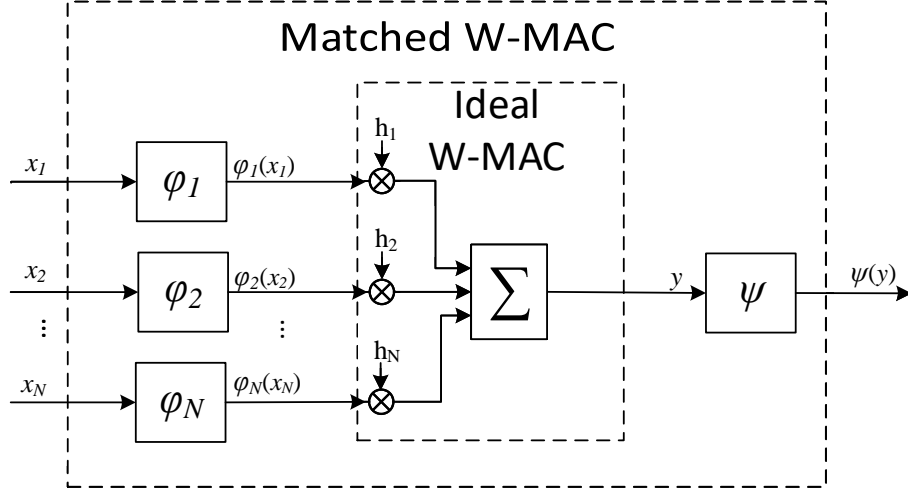 Matched W-MAC
Ideal
W-MAC
h1
x1
φ1
φ1(x1)
h2
x2
φ2
φ2(x2)
Σ
y
ψ
ψ(y)
...
...
hN
xN
φN
φN(xN)